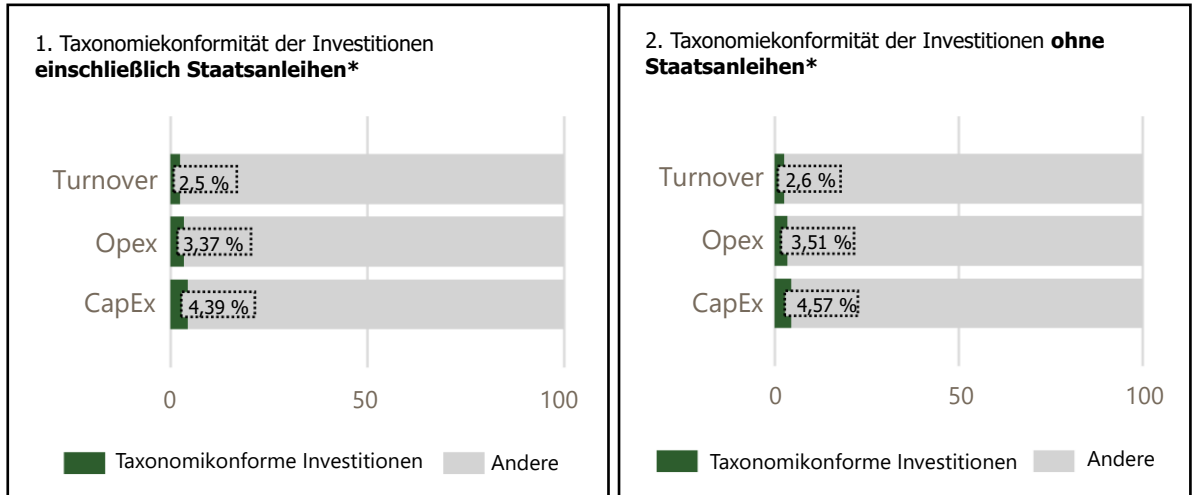 1. Taxonomiekonformität der Investitionen
einschließlich Staatsanleihen*
Turnover
2,5 %
Opex
3,37 %
CapEx
4,39 %
0 50 100
Taxonomikonforme Investitionen Andere
2. Taxonomiekonformität der Investitionen ohne
Staatsanleihen*
Turnover
2,6 %
Opex
3,51 %
CapEx
4,57 %
0 50 100
Taxonomikonforme Investitionen Andere